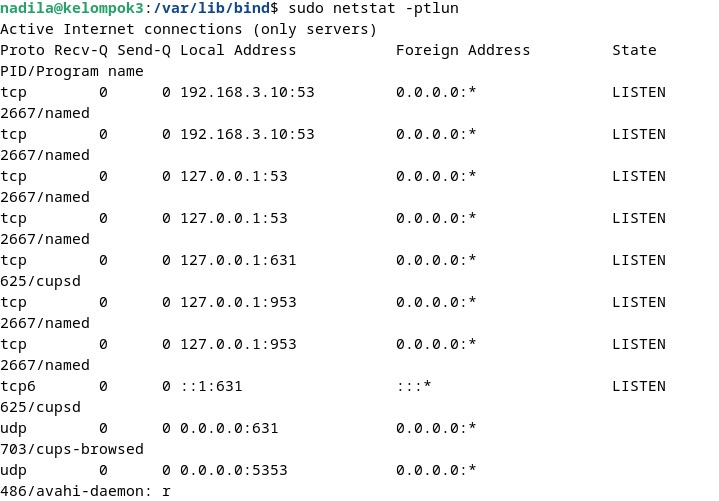 nadila@kelompok3:/var/lib/bind$ sudo netstat -ptlun
Active Internet connections (only servers)
Proto Recv-Q Send-Q Local Address           Foreign Address         State
PID/Program name
tcp        0      0 192.168.3.10:53         0.0.0.0:*               LISTEN
2667/named
tcp        0      0 192.168.3.10:53         0.0.0.0:*               LISTEN
2667/named
tcp        0      0 127.0.0.1:53            0.0.0.0:*               LISTEN
2667/named
tcp        0      0 127.0.0.1:53            0.0.0.0:*               LISTEN
2667/named
tcp        0      0 127.0.0.1:631           0.0.0.0:*               LISTEN
625/cupsd
tcp        0      0 127.0.0.1:953           0.0.0.0:*               LISTEN
2667/named
tcp        0      0 127.0.0.1:953           0.0.0.0:*               LISTEN
2667/named
tcp6       0      0 ::1:631                 :::*                    LISTEN
625/cupsd
udp        0      0 0.0.0.0:631             0.0.0.0:*
703/cups-browsed
udp        0      0 0.0.0.0:5353            0.0.0.0:*
486/avahi-daemon: r